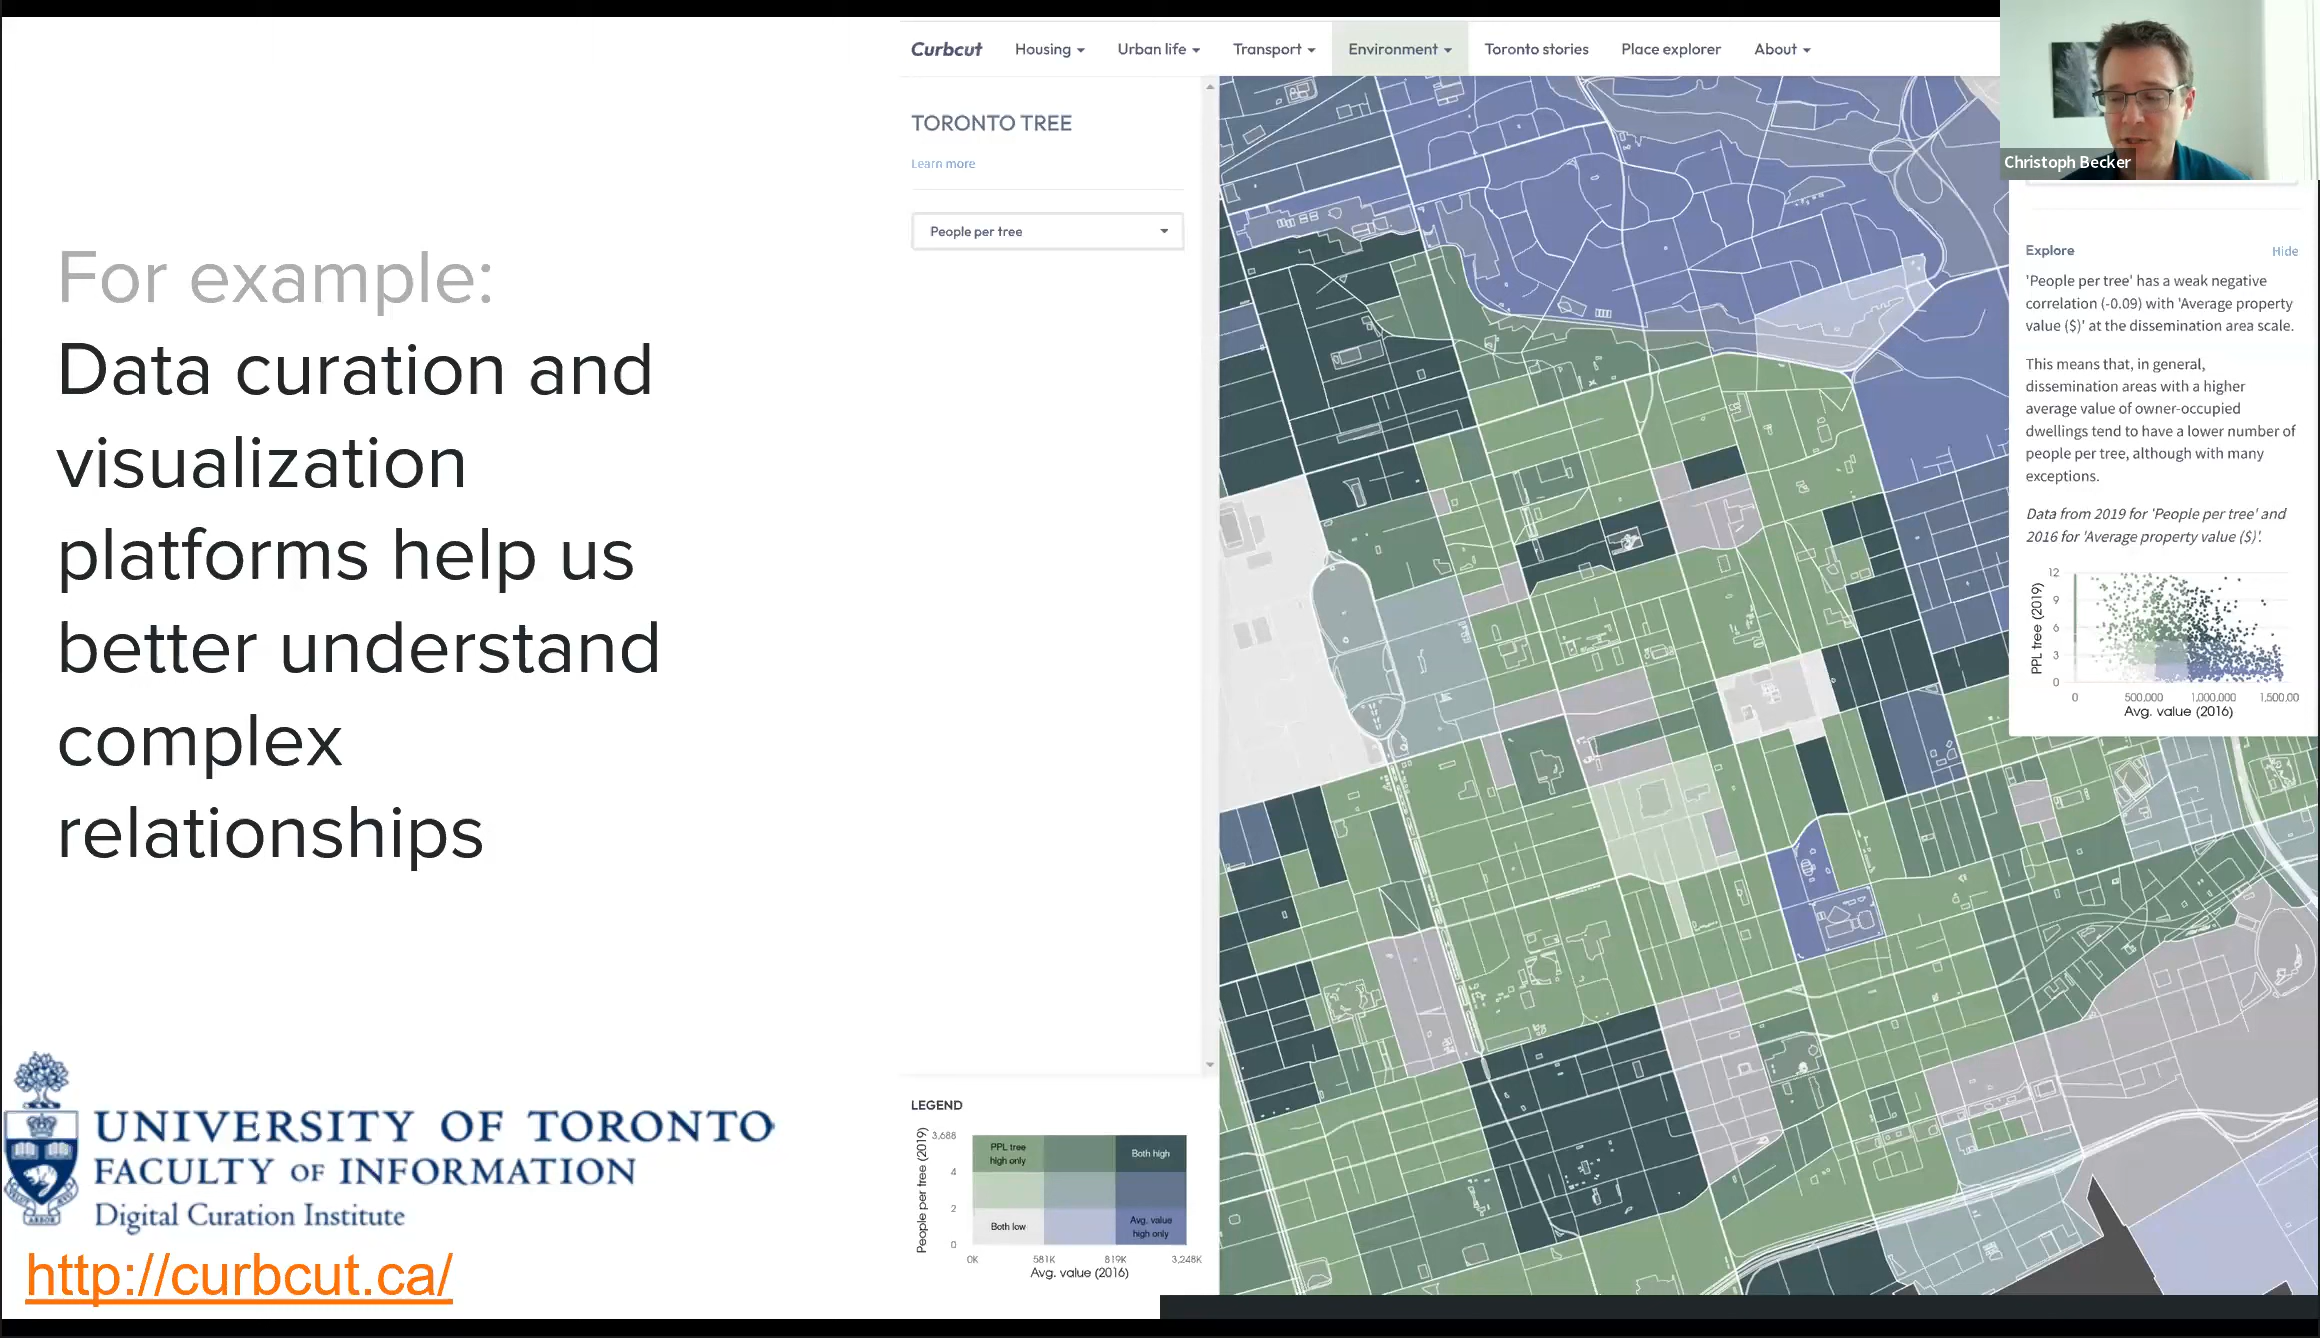 For example:
Data curation and
visualization
platforms help us
better understand
complex
relationships
UNIVERSITY OF TORONTO
FACULTY OF INFORMATION
Digital Curation Institute
http://curbcut.ca/
Curbcut
Housing
Urban life
Transport
Environment
Toronto stories
Place explorer
About
TORONTO TREE
Learn more
People per tree
LEGEND
People per tree (2019)
3,688
4
2
0
PPL tree
high only
Both high
Both low
Avg. value
high only
0K
581K
819K
3,248K
Avg. value (2016)
Christoph Becker
Explore
Hide
'People per tree' has a weak negative
correlation (-0.09) with 'Average property
value ($)' at the dissemination area scale.
This means that, in general,
dissemination areas with a higher
average value of owner-occupied
dwellings tend to have a lower number of
people per tree, although with many
exceptions.
Data from 2019 for 'People per tree' and
2016 for 'Average property value ($)'.
PPL tree (2019)
12
9
6
3
0
0
500,000
1,000,000
1,500,00
Avg. value (2016)